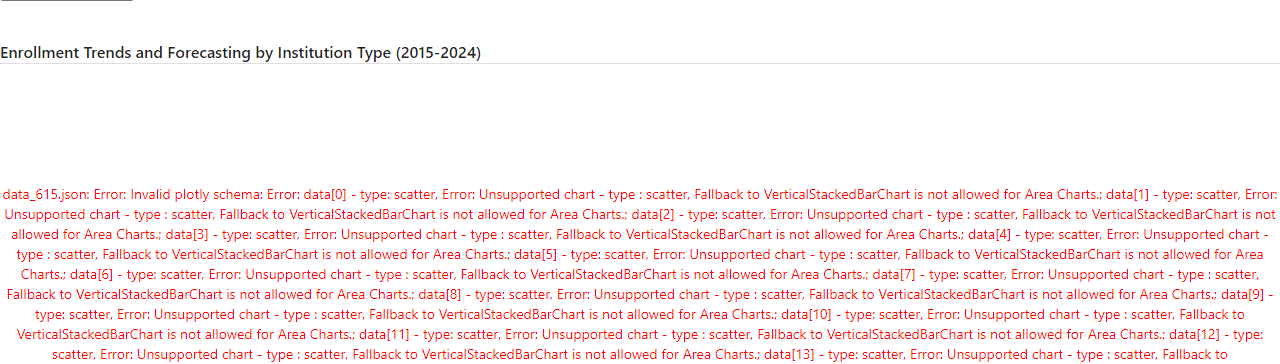 Enrollment Trends and Forecasting by Institution Type (2015-2024)
data_615.json: Error: Invalid plotly schema: Error: data[0] - type: scatter, Error: Unsupported chart - type : scatter, Fallback to VerticalStackedBarChart is not allowed for Area Charts.; data[1] - type: scatter, Error:
Unsupported chart - type : scatter, Fallback to VerticalStackedBarChart is not allowed for Area Charts.; data[2] - type: scatter, Error: Unsupported chart - type : scatter, Fallback to VerticalStackedBarChart is not
allowed for Area Charts.; data[3] - type: scatter, Error: Unsupported chart - type : scatter, Fallback to VerticalStackedBarChart is not allowed for Area Charts.; data[4] - type: scatter, Error: Unsupported chart -
type : scatter, Fallback to VerticalStackedBarChart is not allowed for Area Charts.; data[5] - type: scatter, Error: Unsupported chart - type : scatter, Fallback to VerticalStackedBarChart is not allowed for Area
Charts.; data[6] - type: scatter, Error: Unsupported chart - type : scatter, Fallback to VerticalStackedBarChart is not allowed for Area Charts.; data[7] - type: scatter, Error: Unsupported chart - type : scatter,
Fallback to VerticalStackedBarChart is not allowed for Area Charts.; data[8] - type: scatter, Error: Unsupported chart - type : scatter, Fallback to VerticalStackedBarChart is not allowed for Area Charts.; data[9] -
type: scatter, Error: Unsupported chart - type : scatter, Fallback to VerticalStackedBarChart is not allowed for Area Charts.; data[10] - type: scatter, Error: Unsupported chart - type : scatter, Fallback to
VerticalStackedBarChart is not allowed for Area Charts.; data[11] - type: scatter, Error: Unsupported chart - type : scatter, Fallback to VerticalStackedBarChart is not allowed for Area Charts.; data[12] - type:
scatter, Error: Unsupported chart - type : scatter, Fallback to VerticalStackedBarChart is not allowed for Area Charts.; data[13] - type: scatter, Error: Unsupported chart - type : scatter, Fallback to